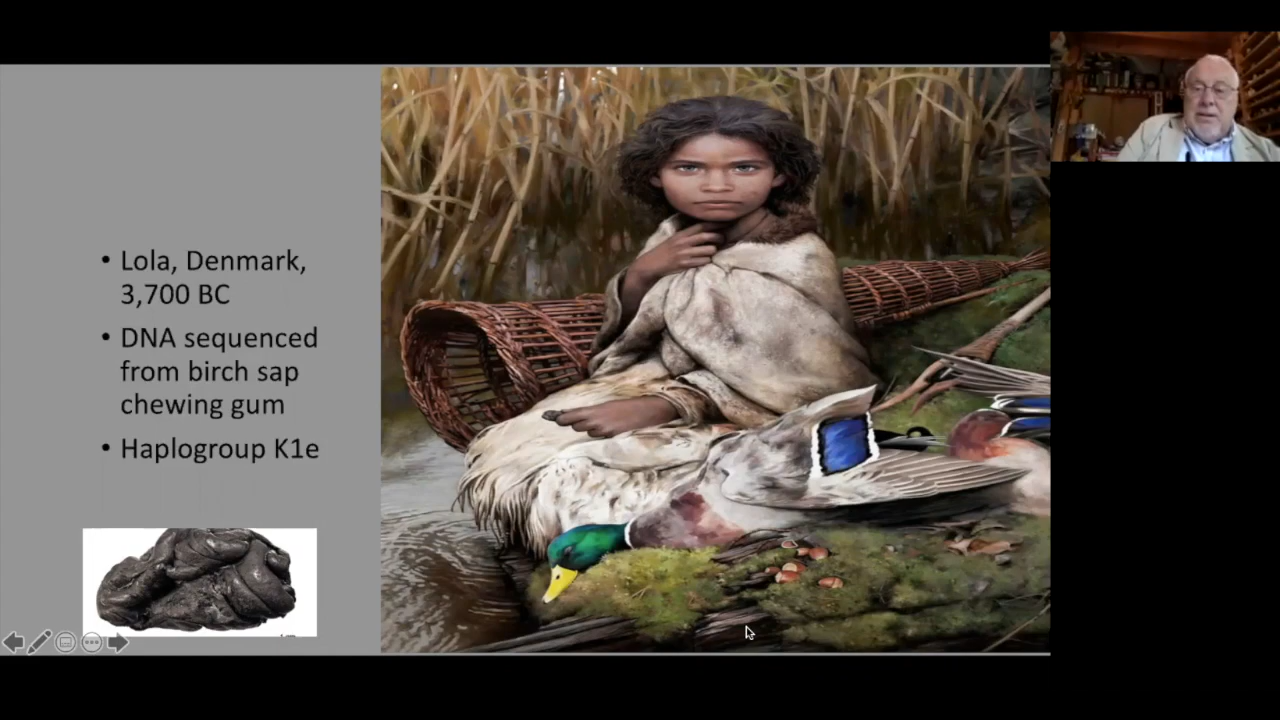 • Lola, Denmark,
3,700 BC
• DNA sequenced
from birch sap
chewing gum
• Haplogroup K1e